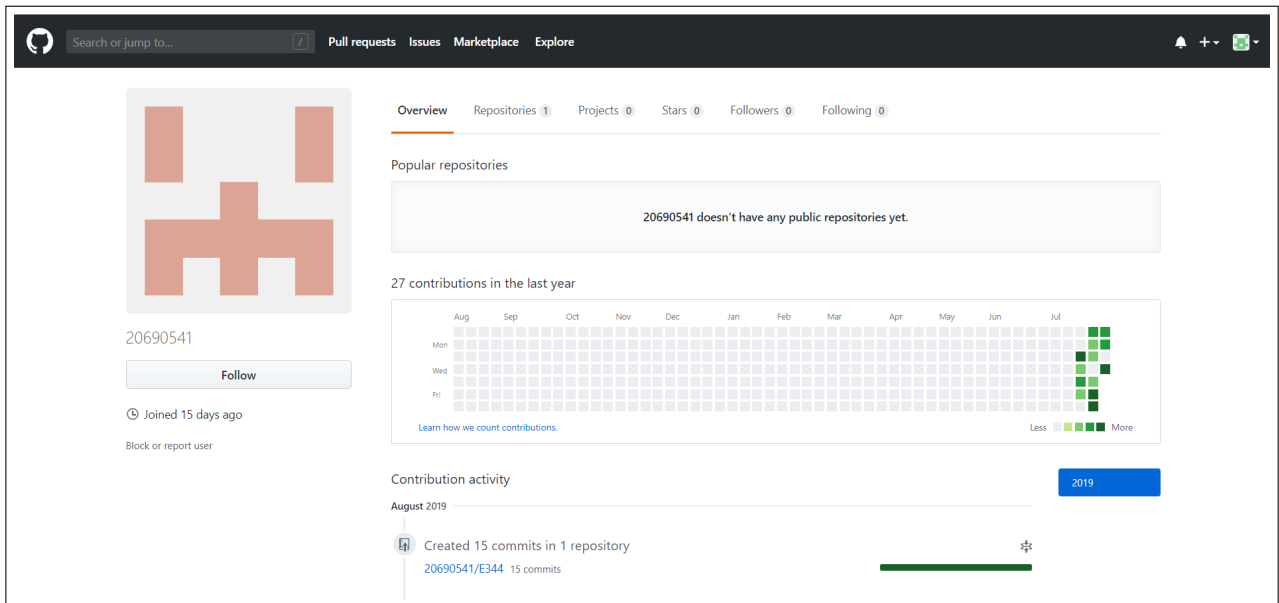 Search or jump to... /
Pull requests Issues Marketplace Explore
Overview Repositories 1 Projects 0 Stars 0 Followers 0 Following 0
Popular repositories
20690541 doesn't have any public repositories yet.
27 contributions in the last year
Aug Sep Oct Nov Dec Jan Feb Mar Apr May Jun Jul
Mon
Wed
Fri
Learn how we count contributions.
Less More
20690541
Follow
Joined 15 days ago
Block or report user
Contribution activity
2019
August 2019
Created 15 commits in 1 repository
20690541/E344 15 commits